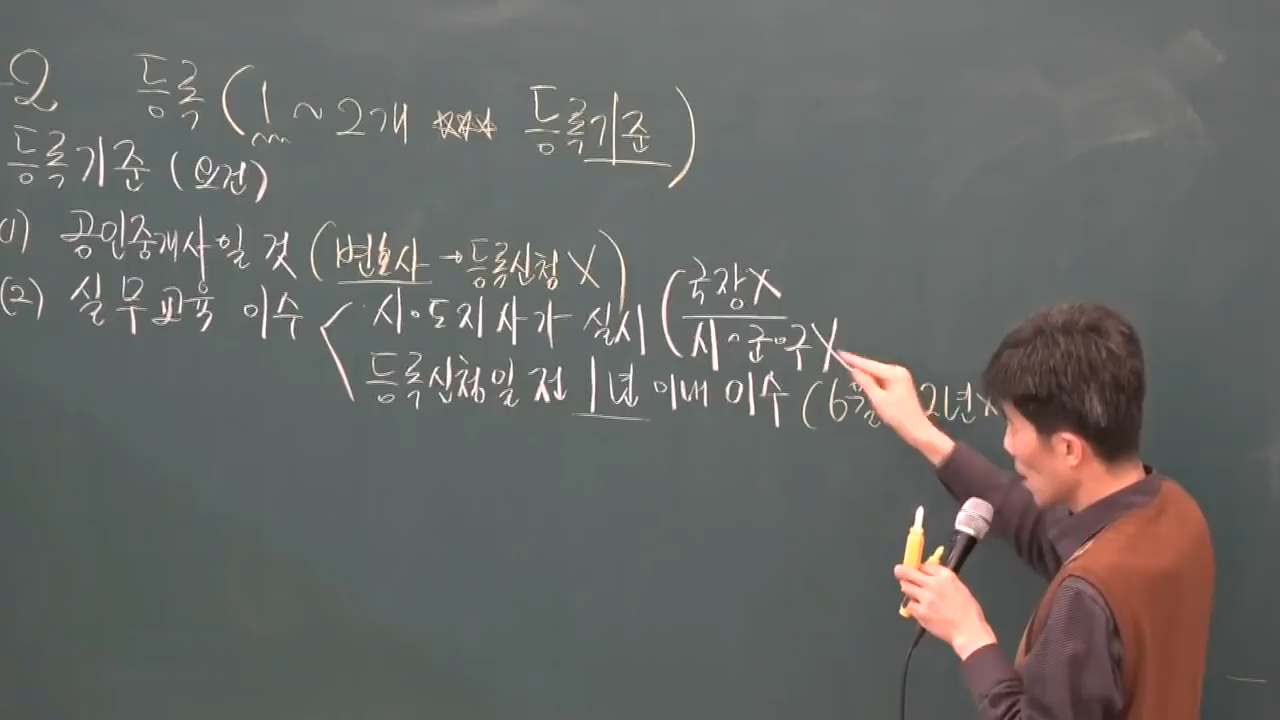 2 등록 (1 ~ 2개 ☆☆☆ 등록기준)
등록기준 (요건)
(1) 공인중개사일 것 (변호사 → 등록신청 X)
(2) 실무교육 이수
시·도지사가 실시 (국장X
시·군·구X
등록신청일 전 1년 이내 이수 (6월 2년X